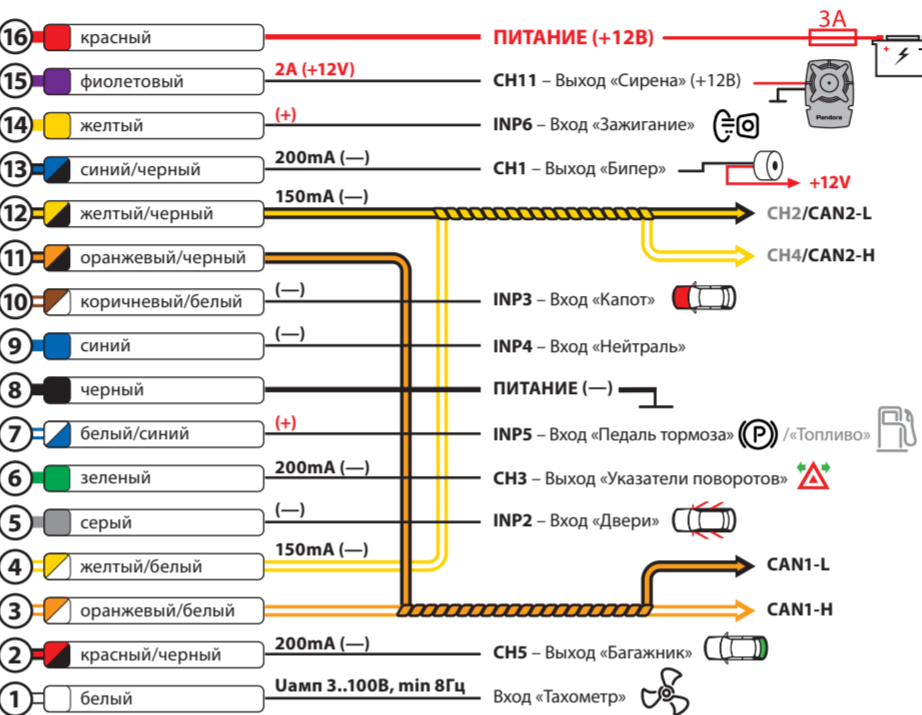 3A
16 красный ПИТАНИЕ (+12В)
15 фиолетовый 2A (+12V) CH11 – Выход «Сирена» (+12В)
Pandora
14 желтый (+) INP6 – Вход «Зажигание»
13 синий/черный 200mA (—) CH1 – Выход «Бипер»
+12V
12 желтый/черный 150mA (—) CH2/CAN2-L
11 оранжевый/черный CH4/CAN2-H
10 коричневый/белый (—) INP3 – Вход «Капот»
9 синий (—) INP4 – Вход «Нейтраль»
8 черный ПИТАНИЕ (—)
7 белый/синий (+) INP5 – Вход «Педаль тормоза» (P) /«Топливо»
6 зеленый 200mA (—) CH3 – Выход «Указатели поворотов»
5 серый (—) INP2 – Вход «Двери»
4 желтый/белый 150mA (—) CAN1-L
3 оранжевый/белый CAN1-H
2 красный/черный 200mA (—) CH5 – Выход «Багажник»
1 белый Uамп 3..100В, min 8Гц Вход «Тахометр»